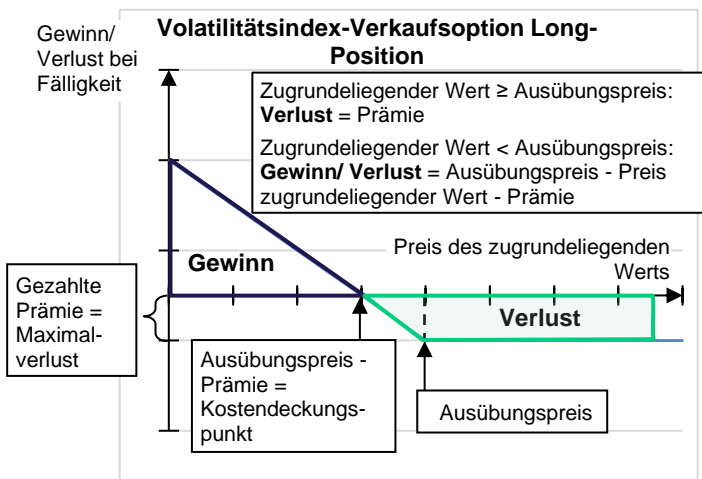 Volatilitätsindex-Verkaufsoption Long-
Position
Gewinn/
Verlust bei
Fälligkeit
Zugrundeliegender Wert ≥ Ausübungspreis:
Verlust = Prämie
Zugrundeliegender Wert < Ausübungspreis:
Gewinn/ Verlust = Ausübungspreis - Preis
zugrundeliegender Wert - Prämie
Preis des zugrundeliegenden
Werts
Gewinn
Verlust
Gezahlte
Prämie =
Maximal-
verlust
Ausübungspreis -
Prämie =
Kostendeckungs-
punkt
Ausübungspreis